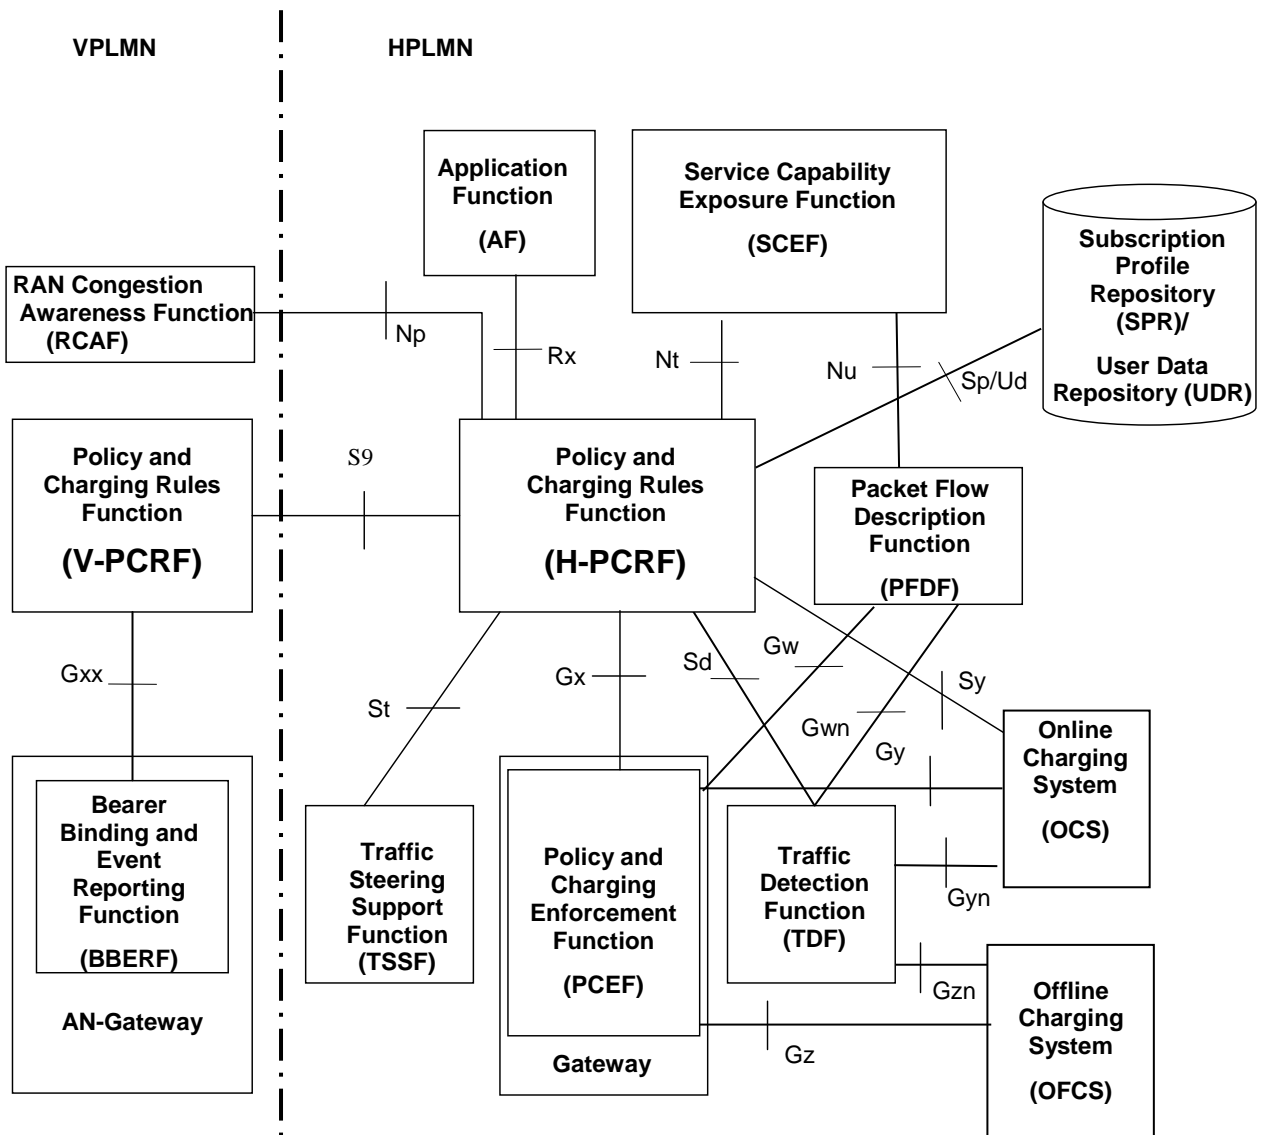 VPLMN
HPLMN
Application
Function
(AF)
Service Capability
Exposure Function
(SCEF)
Subscription
Profile
Repository
(SPR)/
User Data
Repository (UDR)
RAN Congestion
Awareness Function
(RCAF)
Np
Rx
Nt
Nu
Sp/Ud
Policy and
Charging Rules
Function
(V-PCRF)
S9
Policy and
Charging Rules
Function
(H-PCRF)
Packet Flow
Description
Function
(PFDF)
Gxx
St
Gx
Sd
Gw
Gwn
Sy
Gy
Bearer
Binding and
Event
Reporting
Function
(BBERF)
AN-Gateway
Traffic
Steering
Support
Function
(TSSF)
Policy and
Charging
Enforcement
Function
(PCEF)
Gateway
Traffic
Detection
Function
(TDF)
Online
Charging
System
(OCS)
Gyn
Gzn
Gz
Offline
Charging
System
(OFCS)